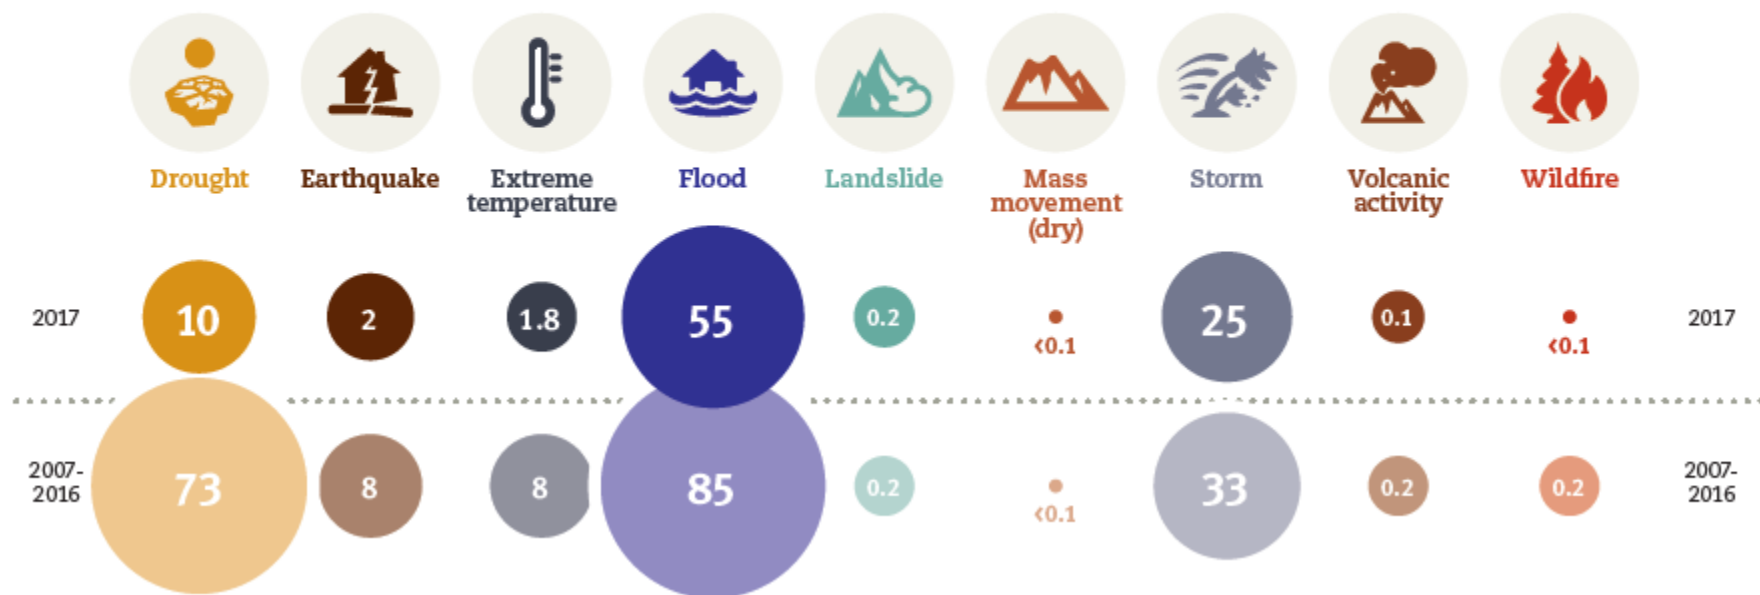 Drought
Earthquake
Extreme
temperature
Flood
Landslide
Mass
movement
(dry)
Storm
Volcanic
activity
Wildfire
2017
10
2
1.8
55
0.2
<0.1
25
0.1
<0.1
2017
2007-
2016
73
8
8
85
0.2
<0.1
33
0.2
0.2
2007-
2016